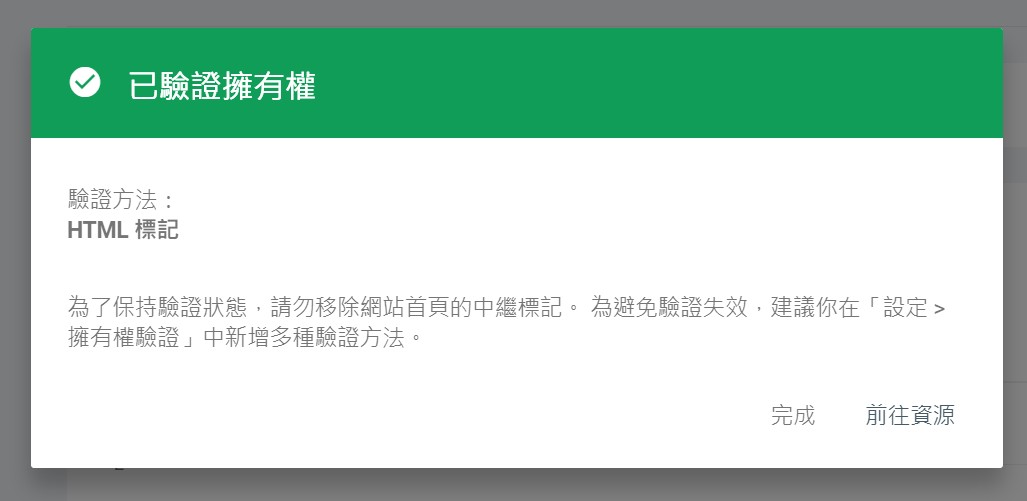 已驗證擁有權
驗證方法：
HTML 標記
為了保持驗證狀態，請勿移除網站首頁的中繼標記。 為避免驗證失效，建議你在「設定 >
擁有權驗證」中新增多種驗證方法。
完成
前往資源